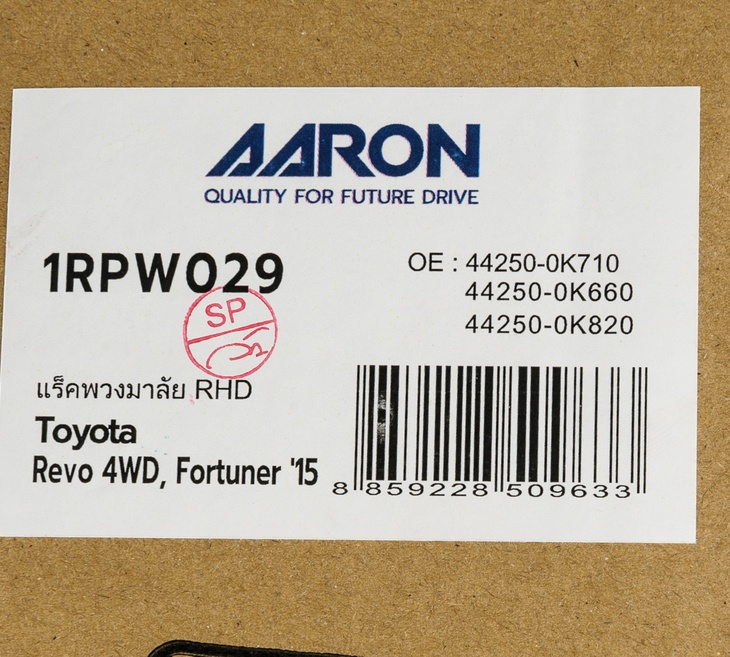 AARON
QUALITY FOR FUTURE DRIVE
1RPW029
OE : 44250-0K710
44250-0K660
44250-0K820
SP
แร็คพวงมาลัย RHD
Toyota
Revo 4WD, Fortuner '15
8 859228 509633